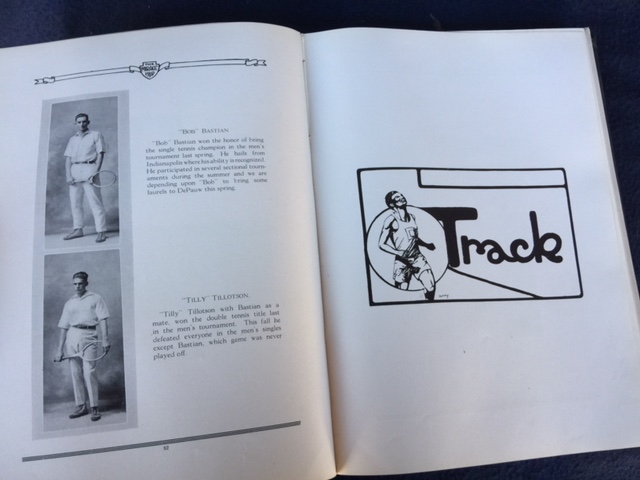 "BOB" BASTIAN
"Bob" Bastian won the honor of being
the single tennis champion in the men's
tournament last spring. He hails from
Indianapolis where his ability is recognized.
He participated in several sectional tourn-
aments during the summer and we are
depending upon "Bob" to bring some
laurels to DePauw this spring.
"TILLY" TILLOTSON.
"Tilly" Tillotson with Bastian as a
mate, won the double tennis title last
in the men's tournament. This fall he
defeated everyone in the men's singles
except Bastian, which game was never
played off.
Track